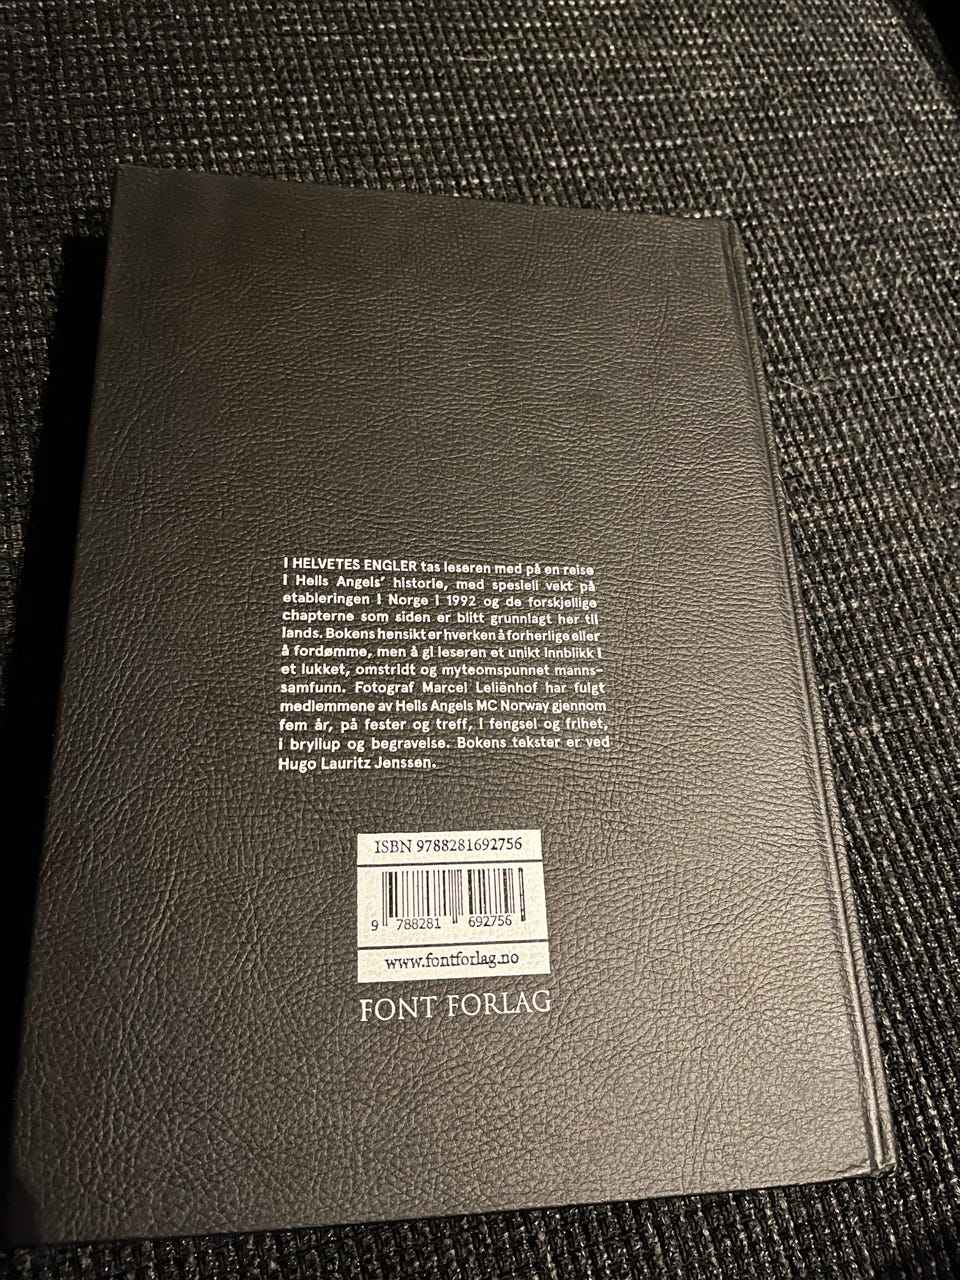 I HELVETES ENGLER tas leseren med på en reise
i Hells Angels' historie, med spesiell vekt på
etableringen i Norge i 1992 og de forskjellige
chapterne som siden er blitt grunnlagt her til
lands. Bokens hensikt er hverken å forherlige eller
å fordømme, men å gi leseren et unikt innblikk i
et lukket, omstridt og myteomspunnet manns-
samfunn. Fotograf Marcel Leliënhof har fulgt
medlemmene av Hells Angels MC Norway gjennom
fem år, på fester og treff, i fengsel og frihet,
i bryllup og begravelse. Bokens tekster er ved
Hugo Lauritz Jenssen.
ISBN 9788281692756
9 788281 692756
www.fontforlag.no
FONT FORLAG